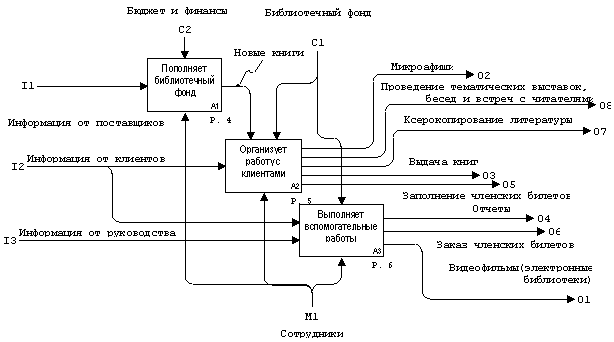 Бюджет и финансы
Библиотечный фонд
C2
C1
Новые книги
Пополняет
библиотечный
фонд
A1
P. 4
I1
Микроафиши
O2
Проведение тематических выставок,
бесед и встреч с читателями
O8
Ксерокопирование литературы
O7
Информация от поставщиков
Организует
работус
клиентами
A2
P. 5
I2
Информация от клиентов
Выдача книг
O3
O5
Заполнение членских билетов
Выполняет
вспомогательные
работы
A3
P. 6
Отчеты
O4
O6
Заказ членских билетов
I3
Информация от руководства
Видеофильмы(электронные
библиотеки)
O1
M1
Сотрудники